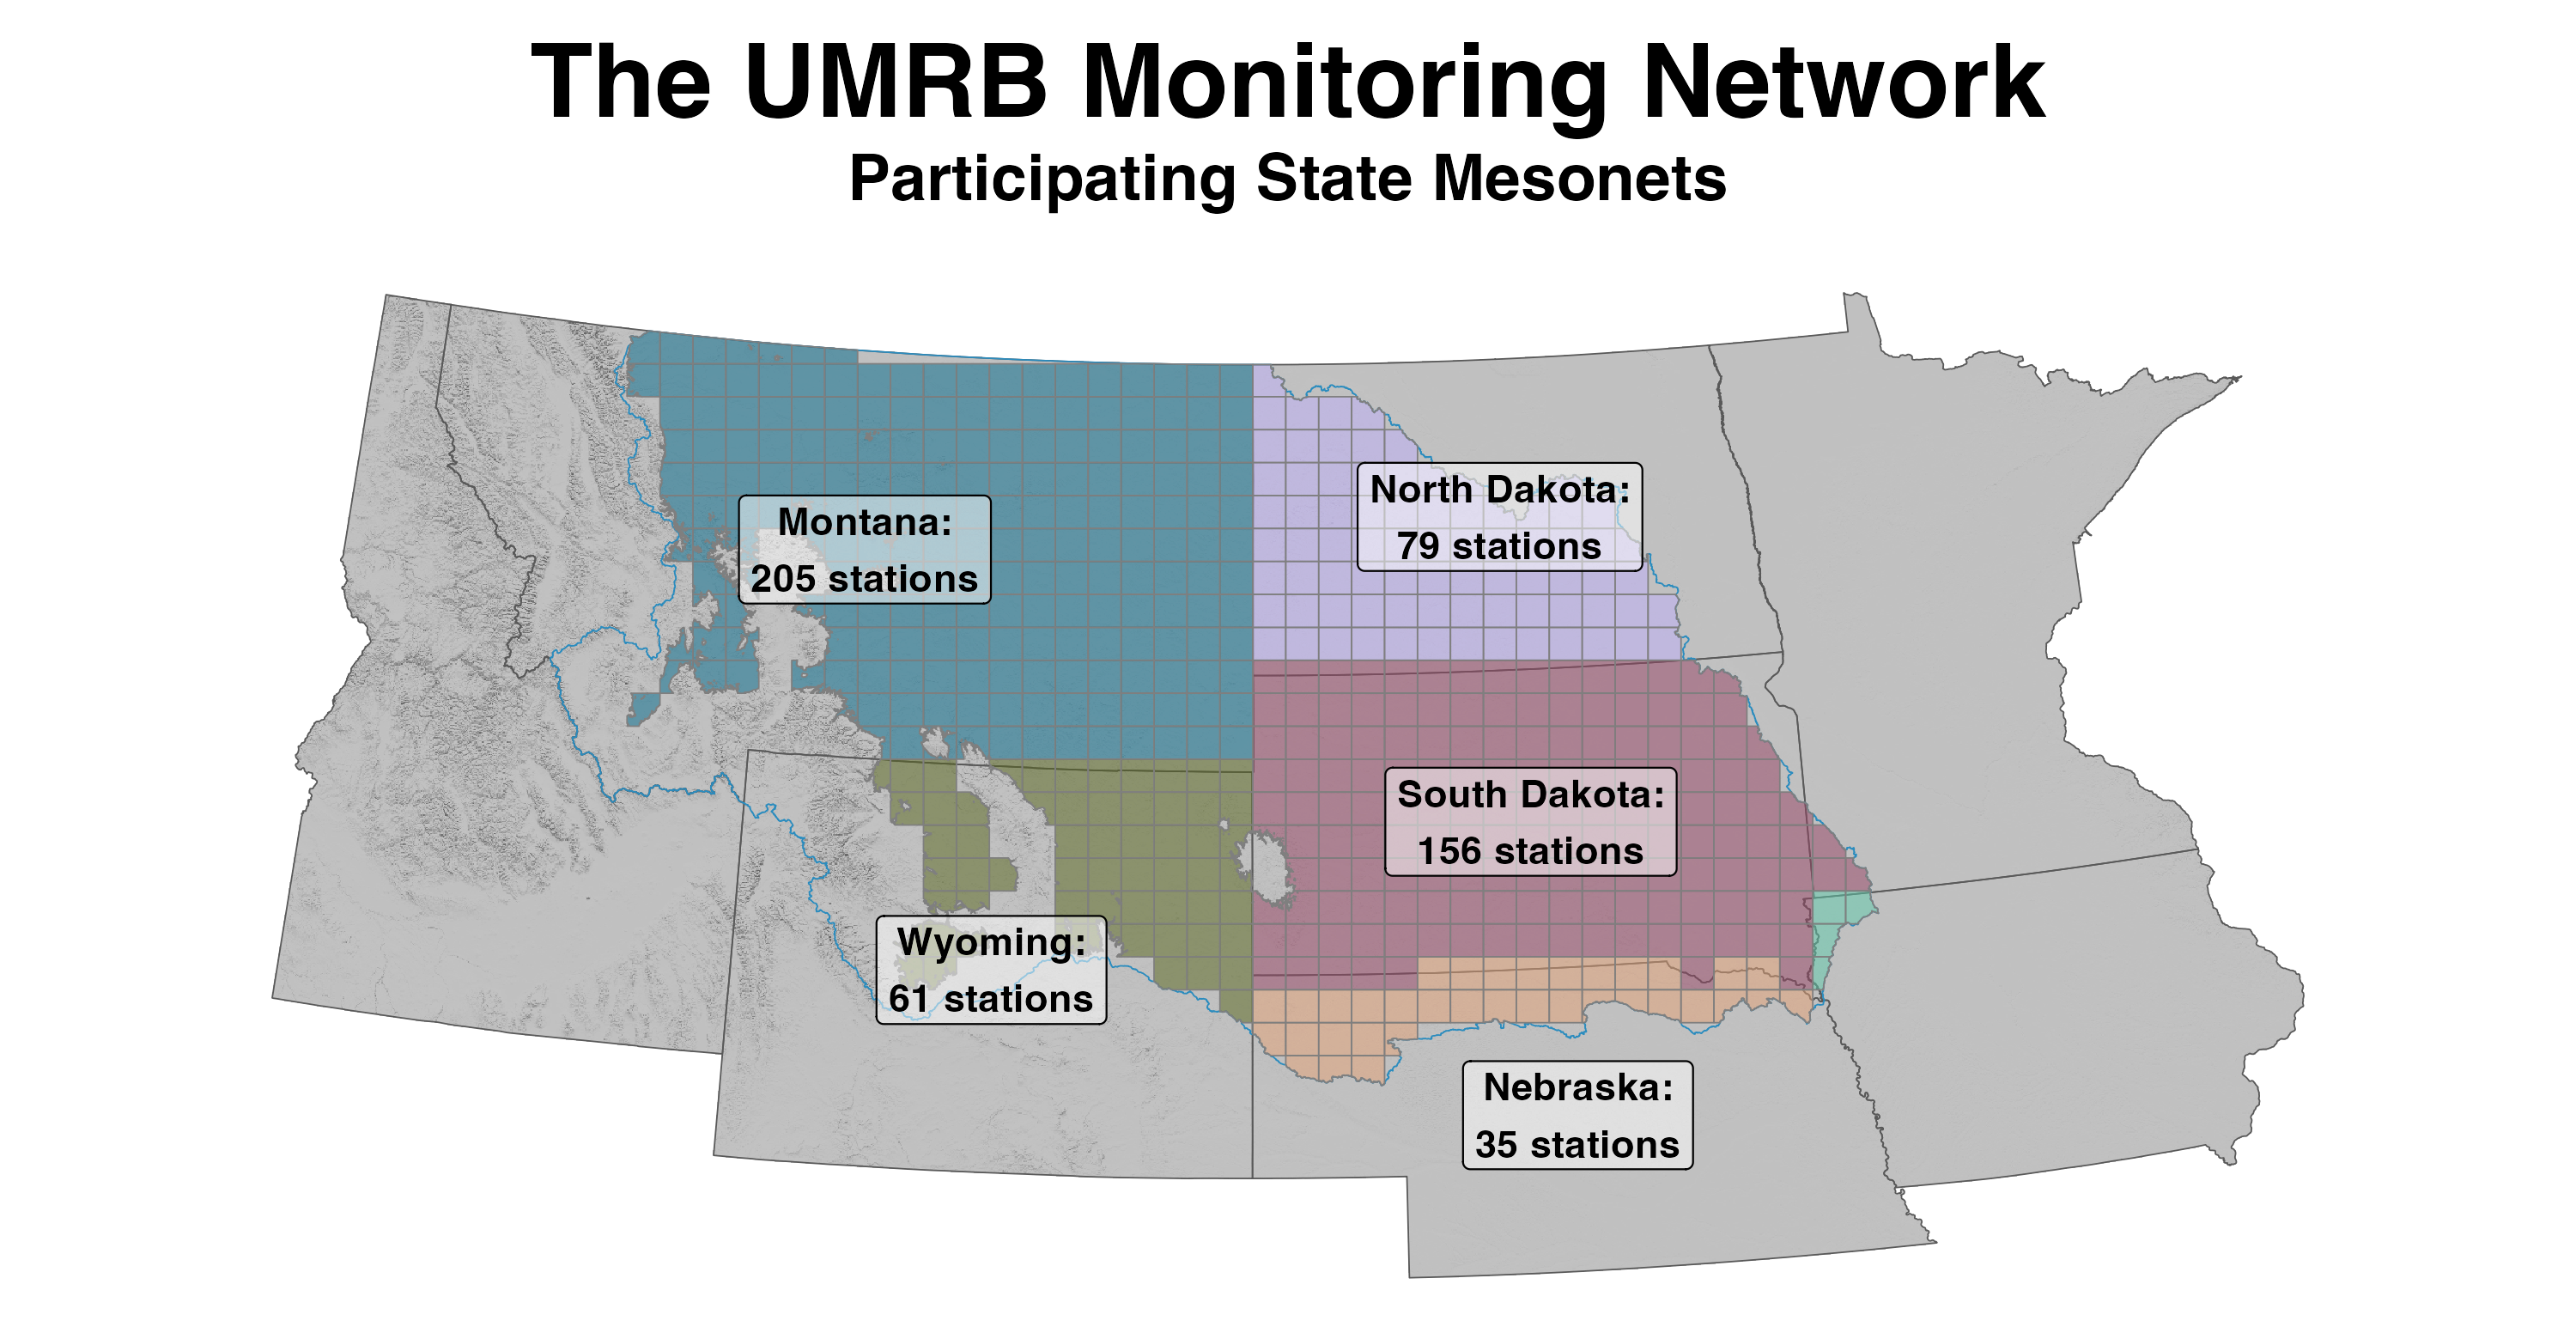 The UMRB Monitoring Network
Participating State Mesonets
Montana:
205 stations
North Dakota:
79 stations
South Dakota:
156 stations
Wyoming:
61 stations
Nebraska:
35 stations